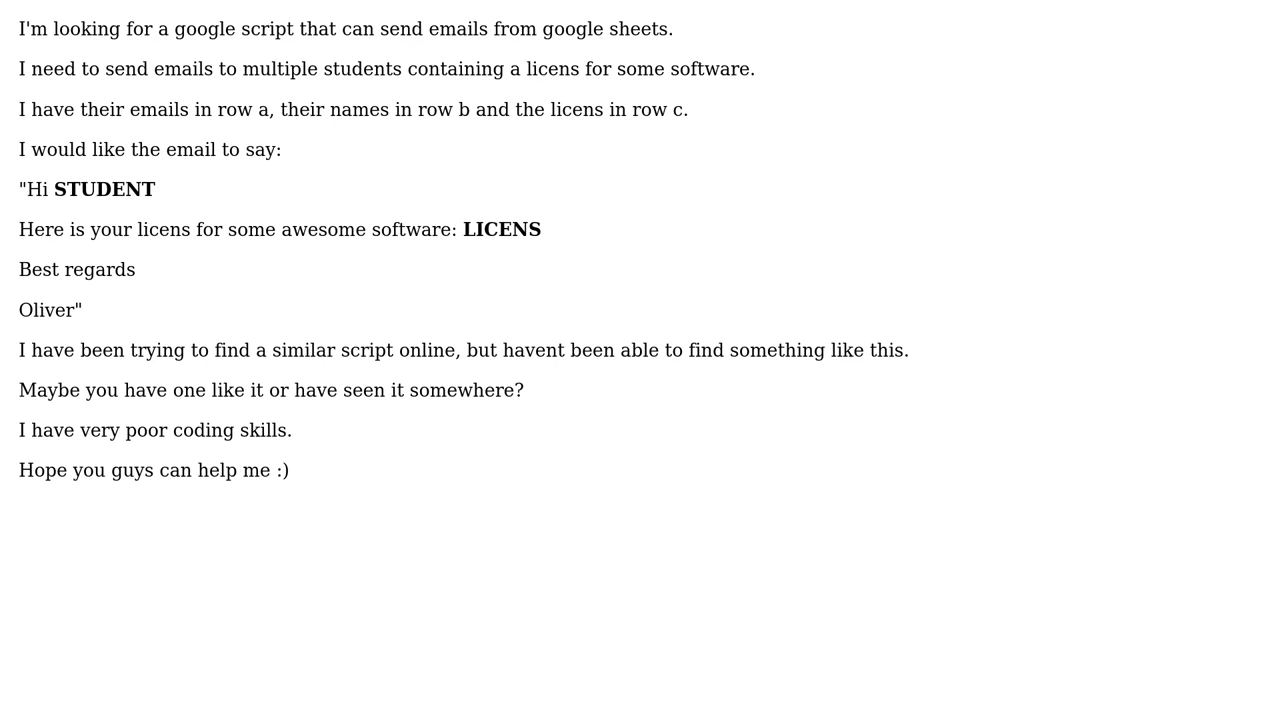 I'm looking for a google script that can send emails from google sheets.
I need to send emails to multiple students containing a licens for some software.
I have their emails in row a, their names in row b and the licens in row c.
I would like the email to say:
"Hi STUDENT
Here is your licens for some awesome software: LICENS
Best regards
Oliver"
I have been trying to find a similar script online, but havent been able to find something like this.
Maybe you have one like it or have seen it somewhere?
I have very poor coding skills.
Hope you guys can help me :)